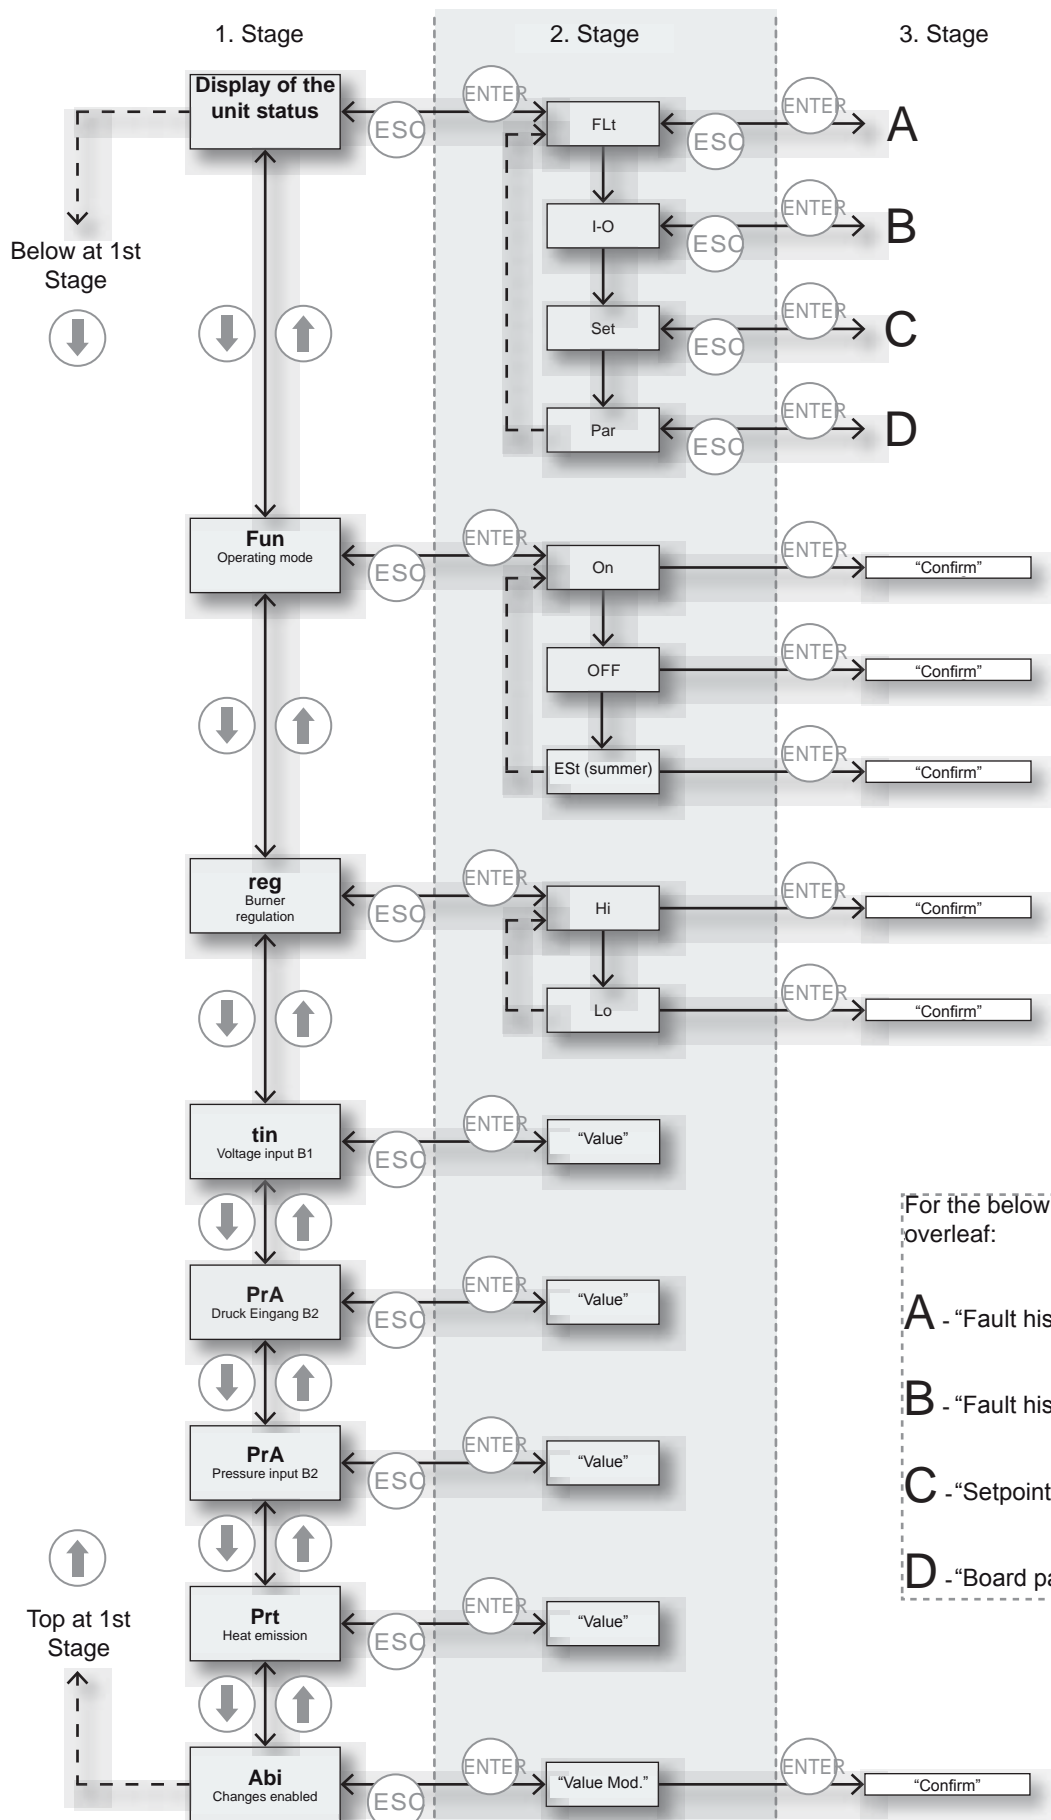 1. Stage
2. Stage
3. Stage
Display of the
unit status
ESC
ENTER
FLt
ESC
ENTER
A
Below at 1st
Stage
I-O
ESC
ENTER
B
Set
ESC
ENTER
C
Par
ESC
ENTER
D
Fun
Operating mode
ESC
ENTER
On
ENTER
“Confirm”
OFF
ENTER
“Confirm”
ESt (summer)
ENTER
“Confirm”
reg
Burner
regulation
ESC
ENTER
Hi
ENTER
“Confirm”
Lo
ENTER
“Confirm”
tin
Voltage input B1
ESC
ENTER
“Value”
For the below
overleaf:
PrA
Druck Eingang B2
ESC
ENTER
“Value”
A - “Fault his
B - “Fault his
PrA
Pressure input B2
ESC
ENTER
“Value”
C - “Setpoint
D - “Board pa
Top at 1st
Stage
Prt
Heat emission
ESC
ENTER
“Value”
Abi
Changes enabled
ESC
ENTER
“Value Mod.”
ENTER
“Confirm”